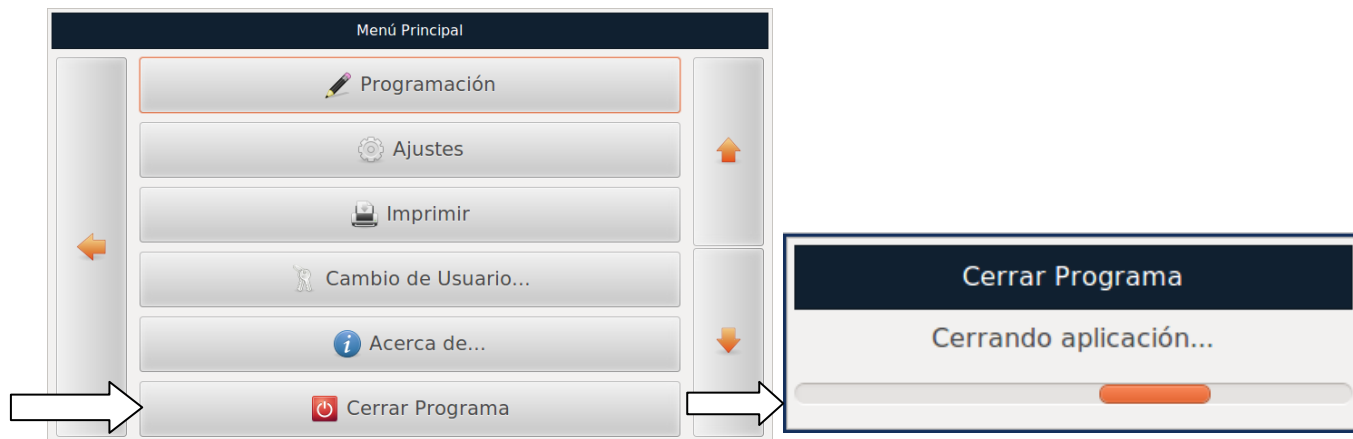 Menú Principal
Programación
Ajustes
Imprimir
Cambio de Usuario...
Acerca de...
Cerrar Programa
Cerrar Programa
Cerrando aplicación...